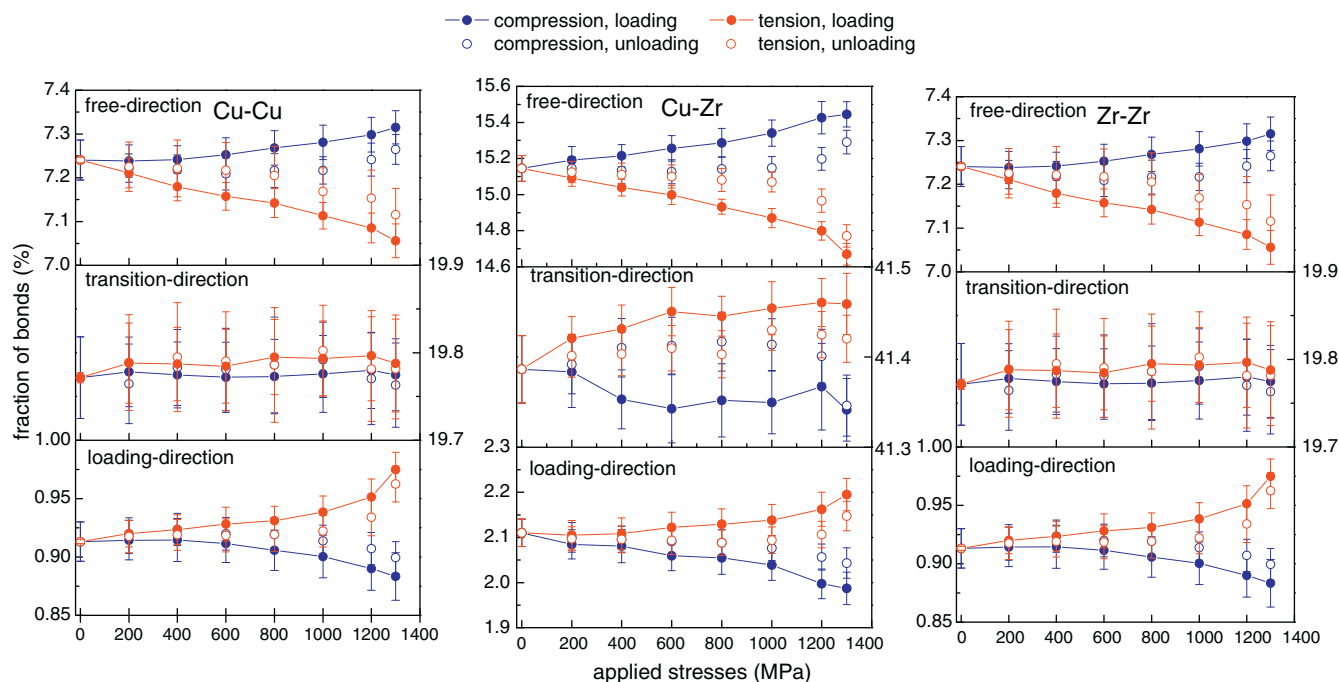 compression, loading
tension, loading
compression, unloading
tension, unloading
fraction of bonds (%)
free-direction
Cu-Cu
7.4
7.3
7.2
7.1
7.0
transition-direction
19.9
19.8
19.7
1.00
loading-direction
0.95
0.90
0.85
0 200 400 600 800 1000 1200 1400
free-direction
Cu-Zr
15.6
15.4
15.2
15.0
14.8
14.6
transition-direction
41.5
41.4
41.3
2.3
loading-direction
2.2
2.1
2.0
1.9
0 200 400 600 800 1000 1200 1400
applied stresses (MPa)
free-direction
Zr-Zr
7.4
7.3
7.2
7.1
7.0
transition-direction
19.9
19.8
19.7
1.00
loading-direction
0.95
0.90
0.85
0 200 400 600 800 1000 1200 1400